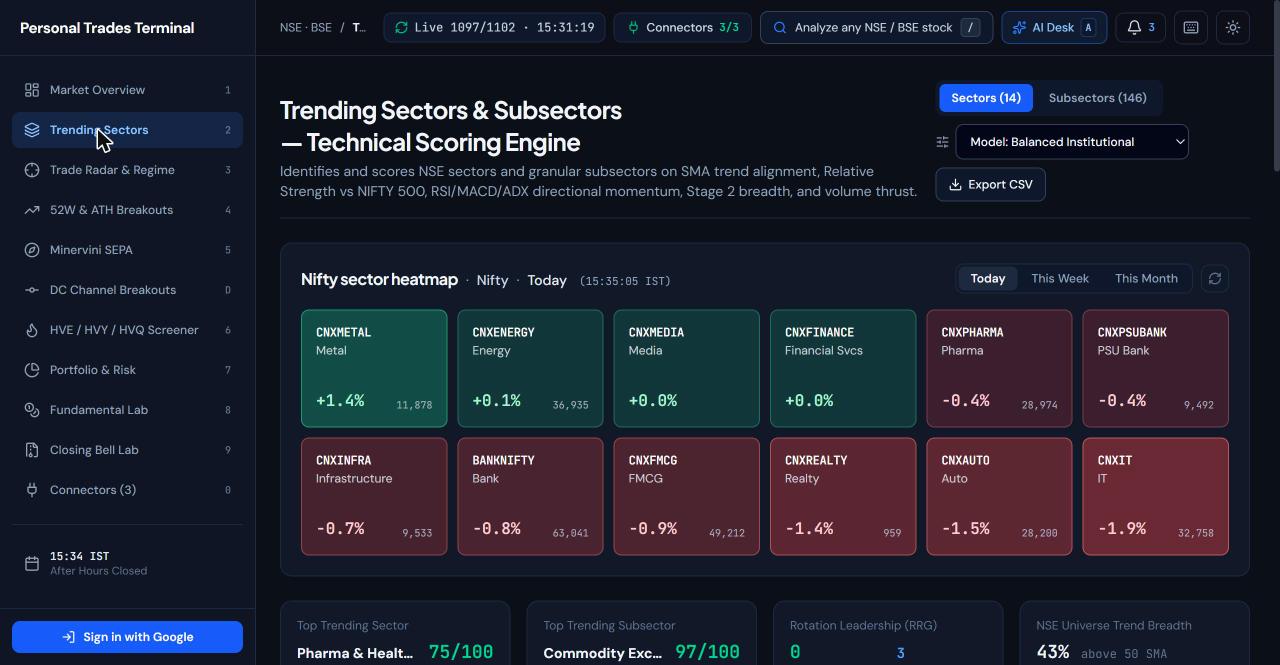 Personal Trades Terminal
NSE · BSE / T…
Live 1097/1102 · 15:31:19
Connectors 3/3
Analyze any NSE / BSE stock /
AI Desk A
3
Market Overview 1
Trending Sectors 2
Trade Radar & Regime 3
52W & ATH Breakouts 4
Minervini SEPA 5
DC Channel Breakouts D
HVE / HVY / HVQ Screener 6
Portfolio & Risk 7
Fundamental Lab 8
Closing Bell Lab 9
Connectors (3) 0
15:34 IST
After Hours Closed
Sign in with Google
Trending Sectors & Subsectors
— Technical Scoring Engine
Identifies and scores NSE sectors and granular subsectors on SMA trend alignment, Relative
Strength vs NIFTY 500, RSI/MACD/ADX directional momentum, Stage 2 breadth, and volume thrust.
Sectors (14) Subsectors (146)
Model: Balanced Institutional
Export CSV
Nifty sector heatmap · Nifty · Today (15:35:05 IST)
Today This Week This Month
CNXMETAL
Metal
+1.4% 11,878
CNXENERGY
Energy
+0.1% 36,935
CNXMEDIA
Media
+0.0%
CNXFINANCE
Financial Svcs
+0.0%
CNXPHARMA
Pharma
-0.4% 28,974
CNXPSUBANK
PSU Bank
-0.4% 9,492
CNXINFRA
Infrastructure
-0.7% 9,533
BANKNIFTY
Bank
-0.8% 63,041
CNXFMCG
FMCG
-0.9% 49,212
CNXREALTY
Realty
-1.4% 959
CNXAUTO
Auto
-1.5% 28,200
CNXIT
IT
-1.9% 32,758
Top Trending Sector
Pharma & Healt… 75/100
Top Trending Subsector
Commodity Exc… 97/100
Rotation Leadership (RRG)
0 3
NSE Universe Trend Breadth
43% above 50 SMA